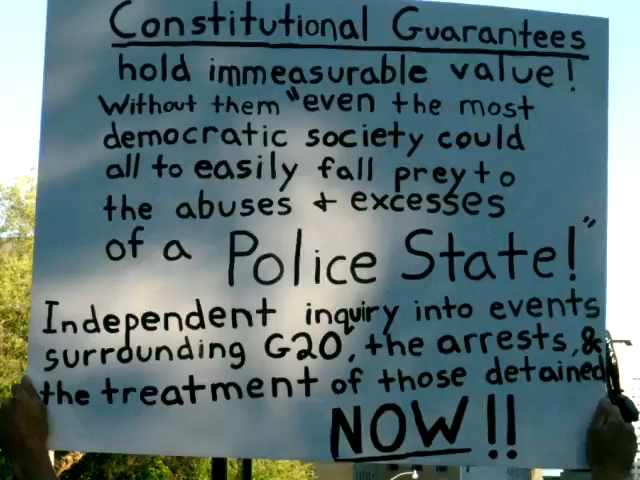 Constitutional Guarantees
hold immeasurable value!
Without them "even the most
democratic society could
all to easily fall prey to
the abuses & excesses
of a Police State!"
Independent inquiry into events
surrounding G20, the arrests, &
the treatment of those detained
NOW!!